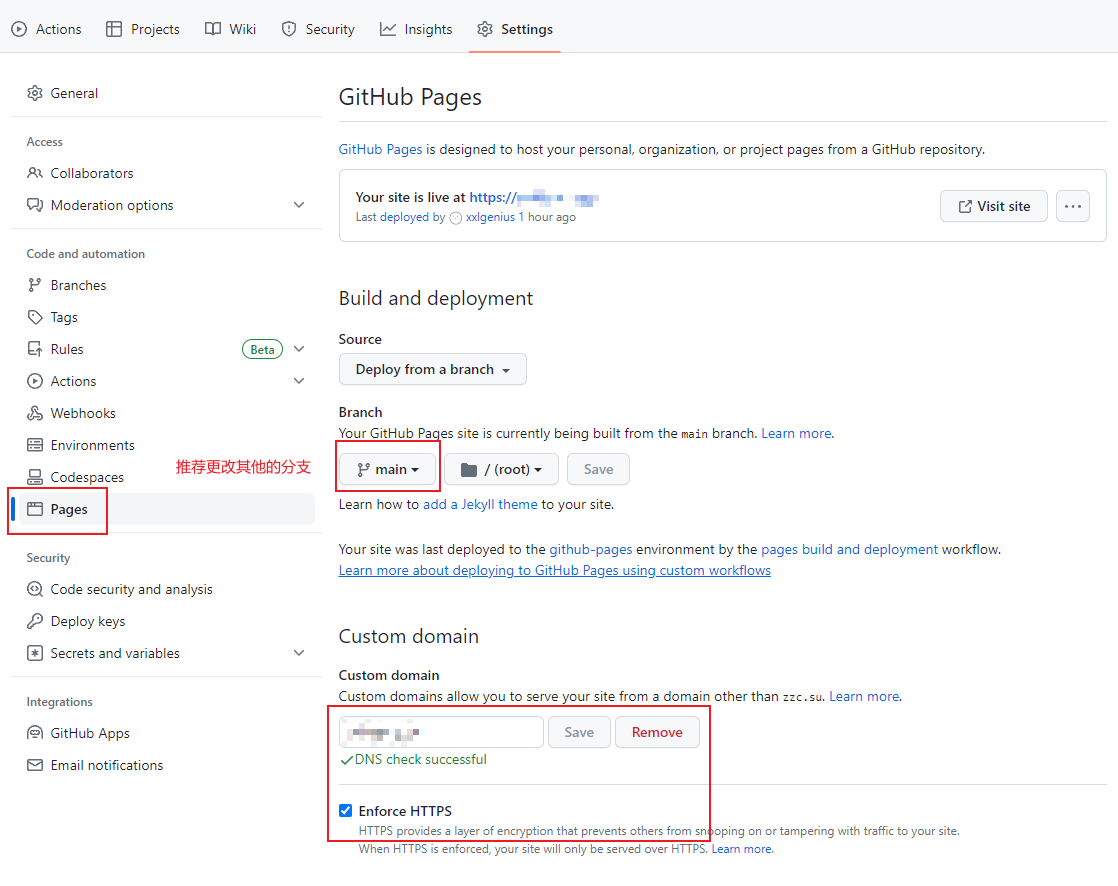 Actions Projects Wiki Security Insights Settings
General
Access
Collaborators
Moderation options
Code and automation
Branches
Tags
Rules Beta
Actions
Webhooks
Environments
Codespaces
推荐更改其他的分支
Pages
Security
Code security and analysis
Deploy keys
Secrets and variables
Integrations
GitHub Apps
Email notifications
GitHub Pages
GitHub Pages is designed to host your personal, organization, or project pages from a GitHub repository.
Your site is live at https://
Last deployed by xxlgenius 1 hour ago
Visit site
Build and deployment
Source
Deploy from a branch
Branch
Your GitHub Pages site is currently being built from the main branch. Learn more.
main / (root) Save
Learn how to add a Jekyll theme to your site.
Your site was last deployed to the github-pages environment by the pages build and deployment workflow.
Learn more about deploying to GitHub Pages using custom workflows
Custom domain
Custom domain
Custom domains allow you to serve your site from a domain other than zzc.su. Learn more.
Save Remove
DNS check successful
Enforce HTTPS
HTTPS provides a layer of encryption that prevents others from snooping on or tampering with traffic to your site.
When HTTPS is enforced, your site will only be served over HTTPS. Learn more.